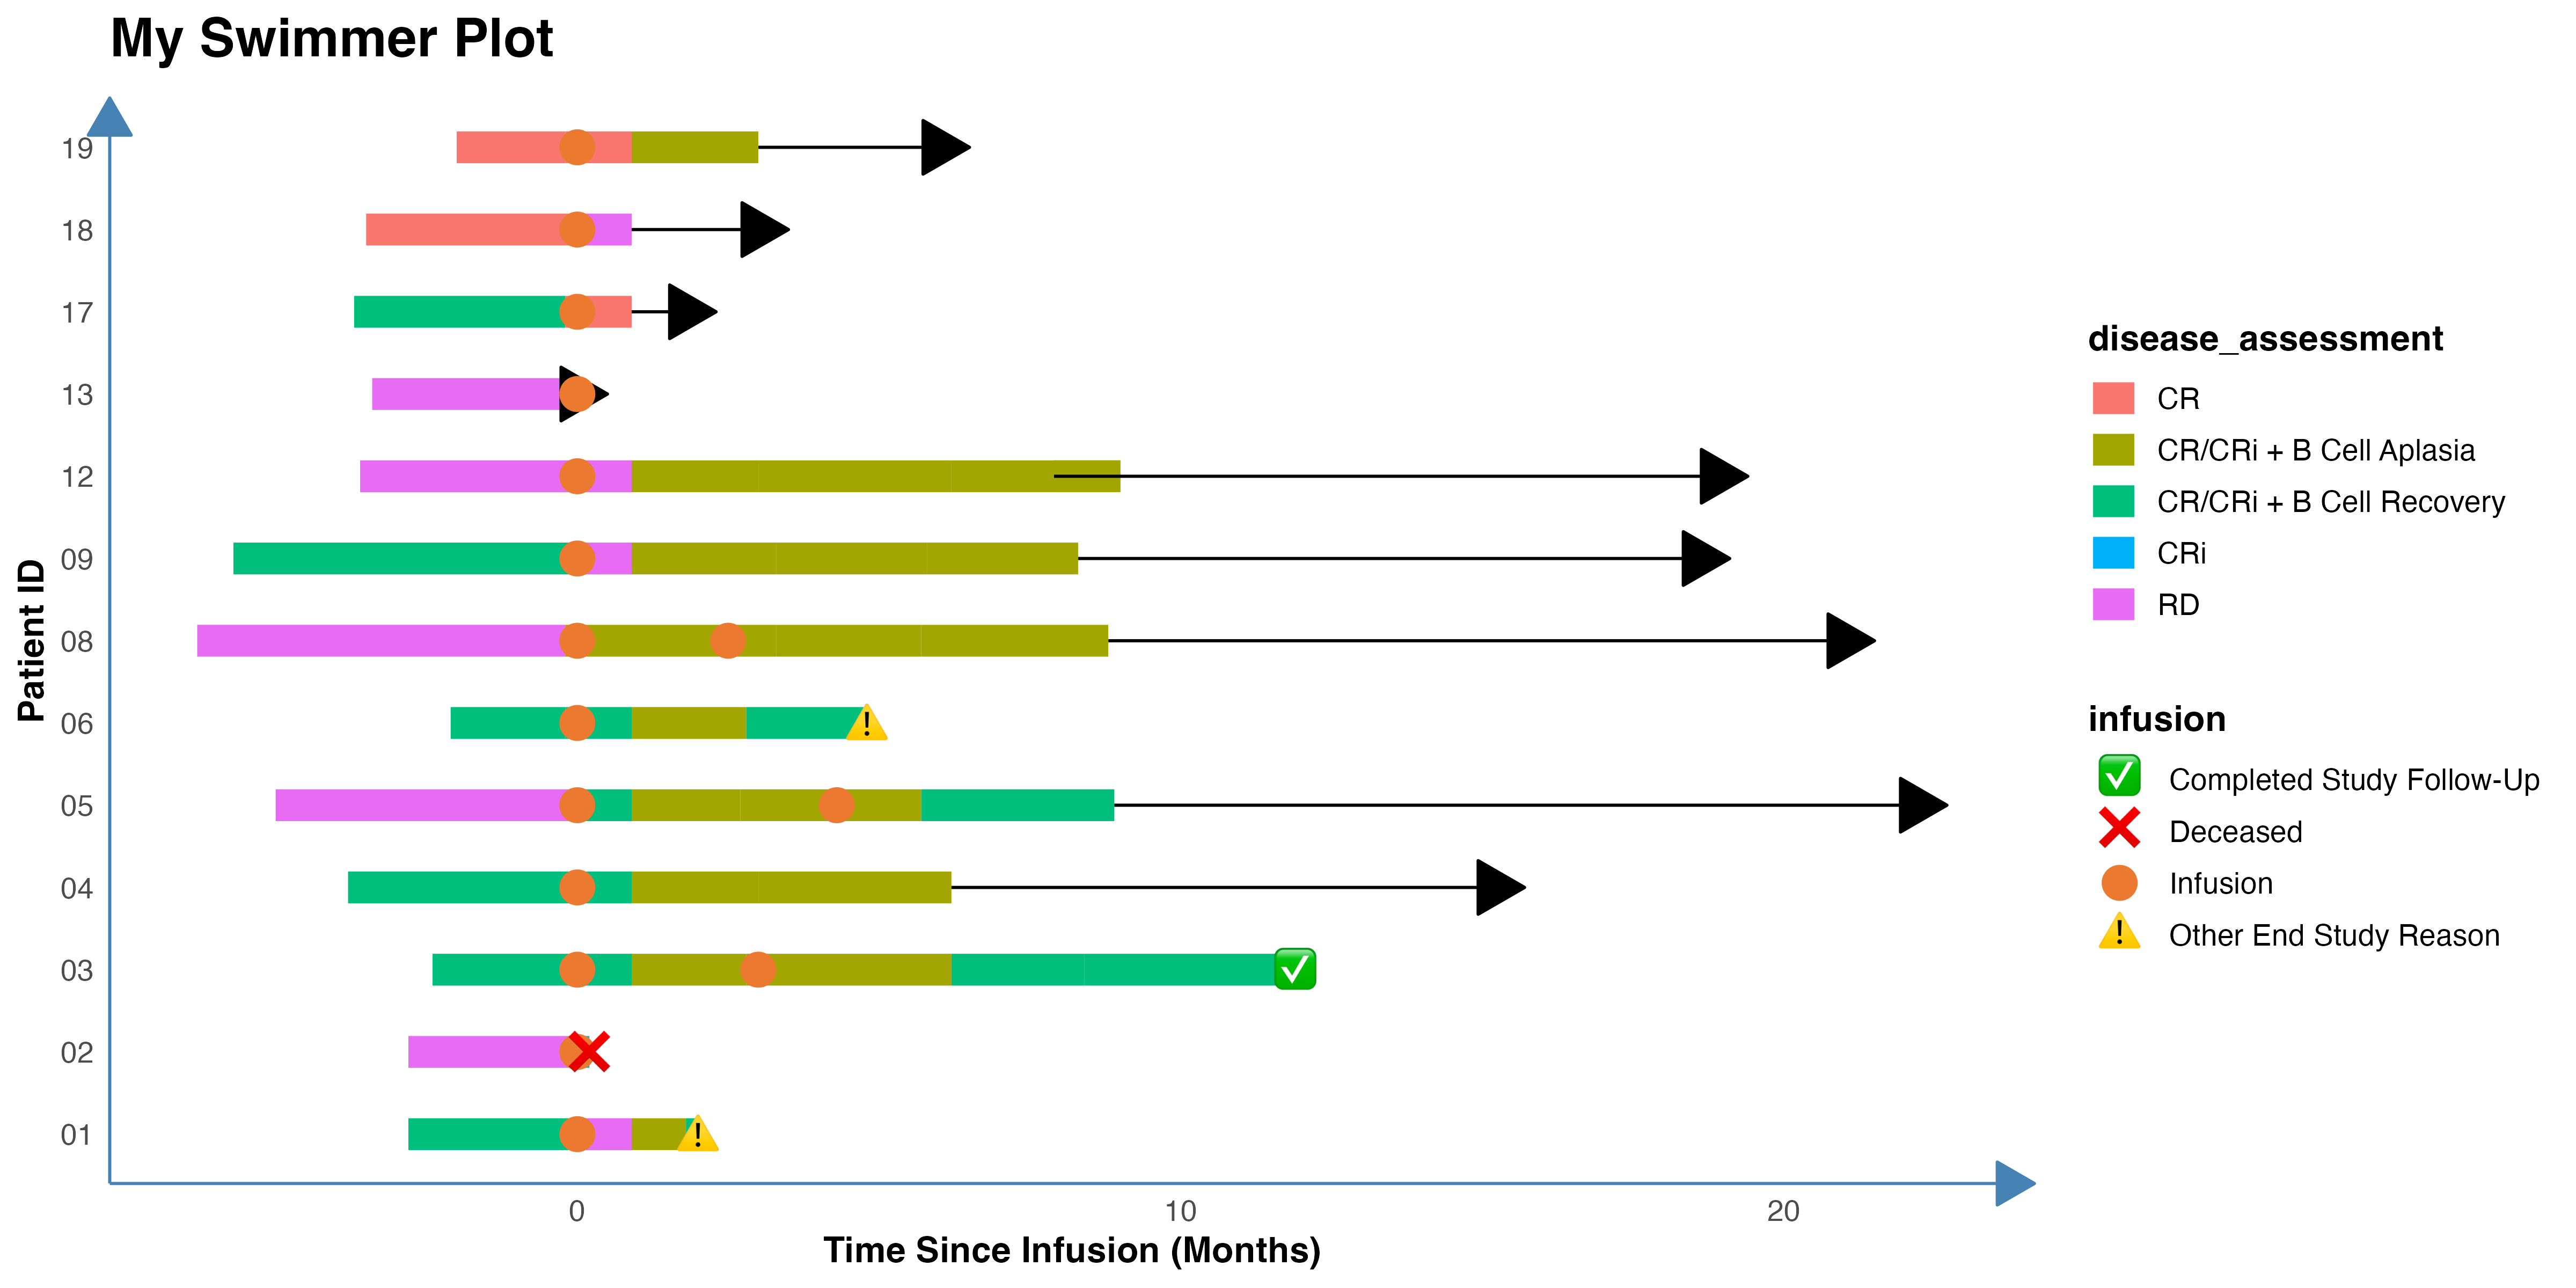 My Swimmer Plot
Patient ID
19
18
17
13
12
09
08
06
05
04
03
02
01
0 10 20
Time Since Infusion (Months)
disease_assessment
CR
CR/CRi + B Cell Aplasia
CR/CRi + B Cell Recovery
CRi
RD
infusion
Completed Study Follow-Up
Deceased
Infusion
Other End Study Reason